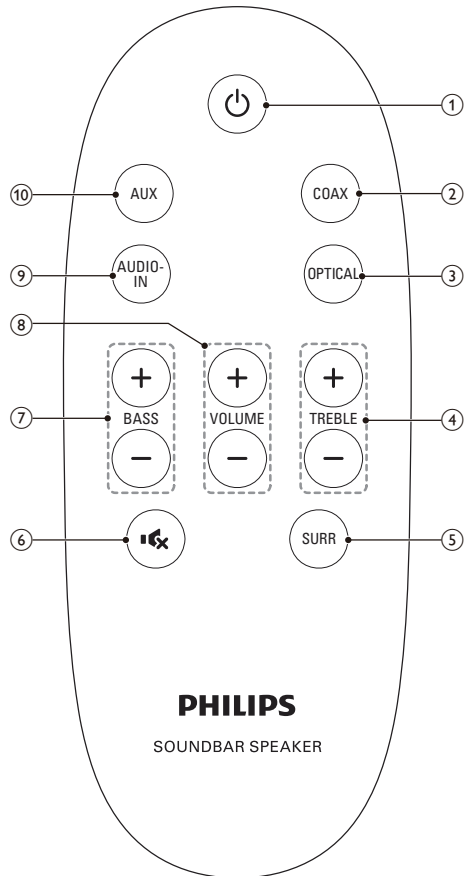 ①
⑩ AUX COAX ②
⑨ AUDIO-
IN OPTICAL ③
⑧
+ + +
⑦ BASS VOLUME TREBLE ④
− − −
⑥ SURR ⑤
PHILIPS
SOUNDBAR SPEAKER